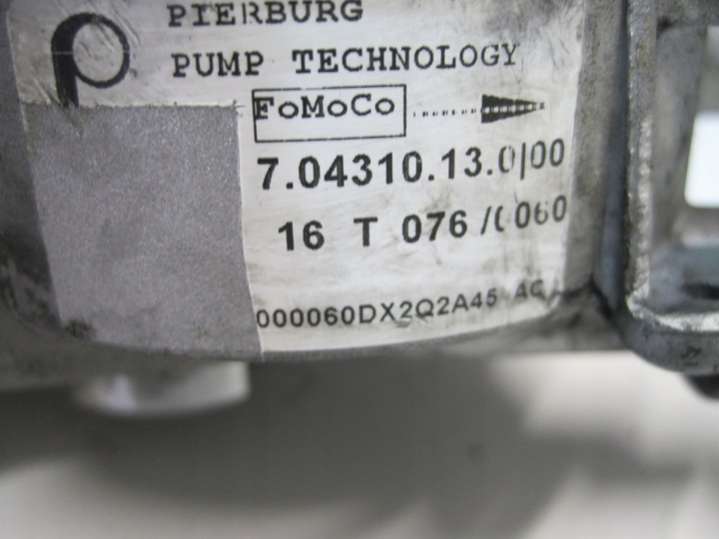 PIERBURG
PUMP TECHNOLOGY
FoMoCo
7.04310.13.0|00
16 T 076 /0060
000060DX2Q2A45 AC